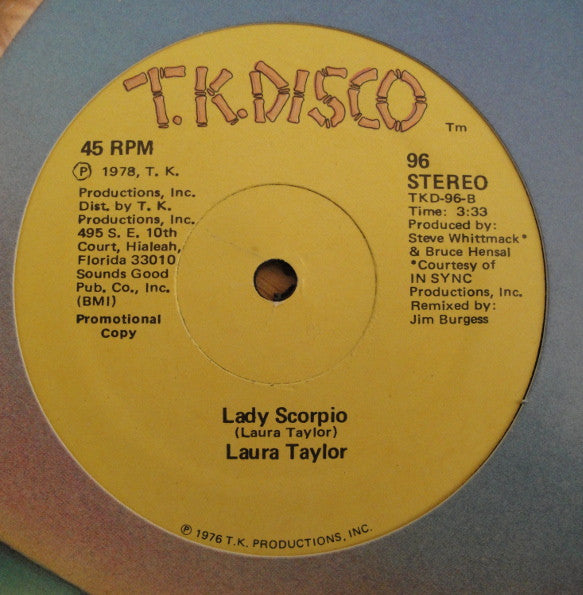 T.K. DISCO
Tm
45 RPM
℗ 1978, T. K.
Productions, Inc.
Dist. by T. K.
Productions, Inc.
495 S. E. 10th
Court, Hialeah,
Florida 33010
Sounds Good
Pub. Co., Inc.
(BMI)
Promotional
Copy
96
STEREO
TKD-96-B
Time: 3:33
Produced by:
Steve Whittmack*
& Bruce Hensal
*Courtesy of
IN SYNC
Productions, Inc.
Remixed by:
Jim Burgess
Lady Scorpio
(Laura Taylor)
Laura Taylor
℗ 1976 T.K. PRODUCTIONS, INC.